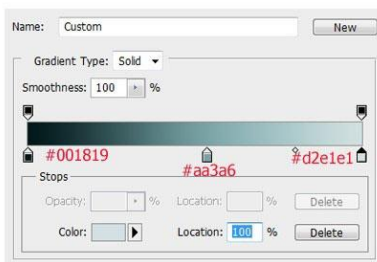 Name: Custom New
Gradient Type: Solid
Smoothness: 100 %
#001819
#aa3a6
#d2e1e1
Stops
Opacity: % Location: % Delete
Color: Location: 100 % Delete